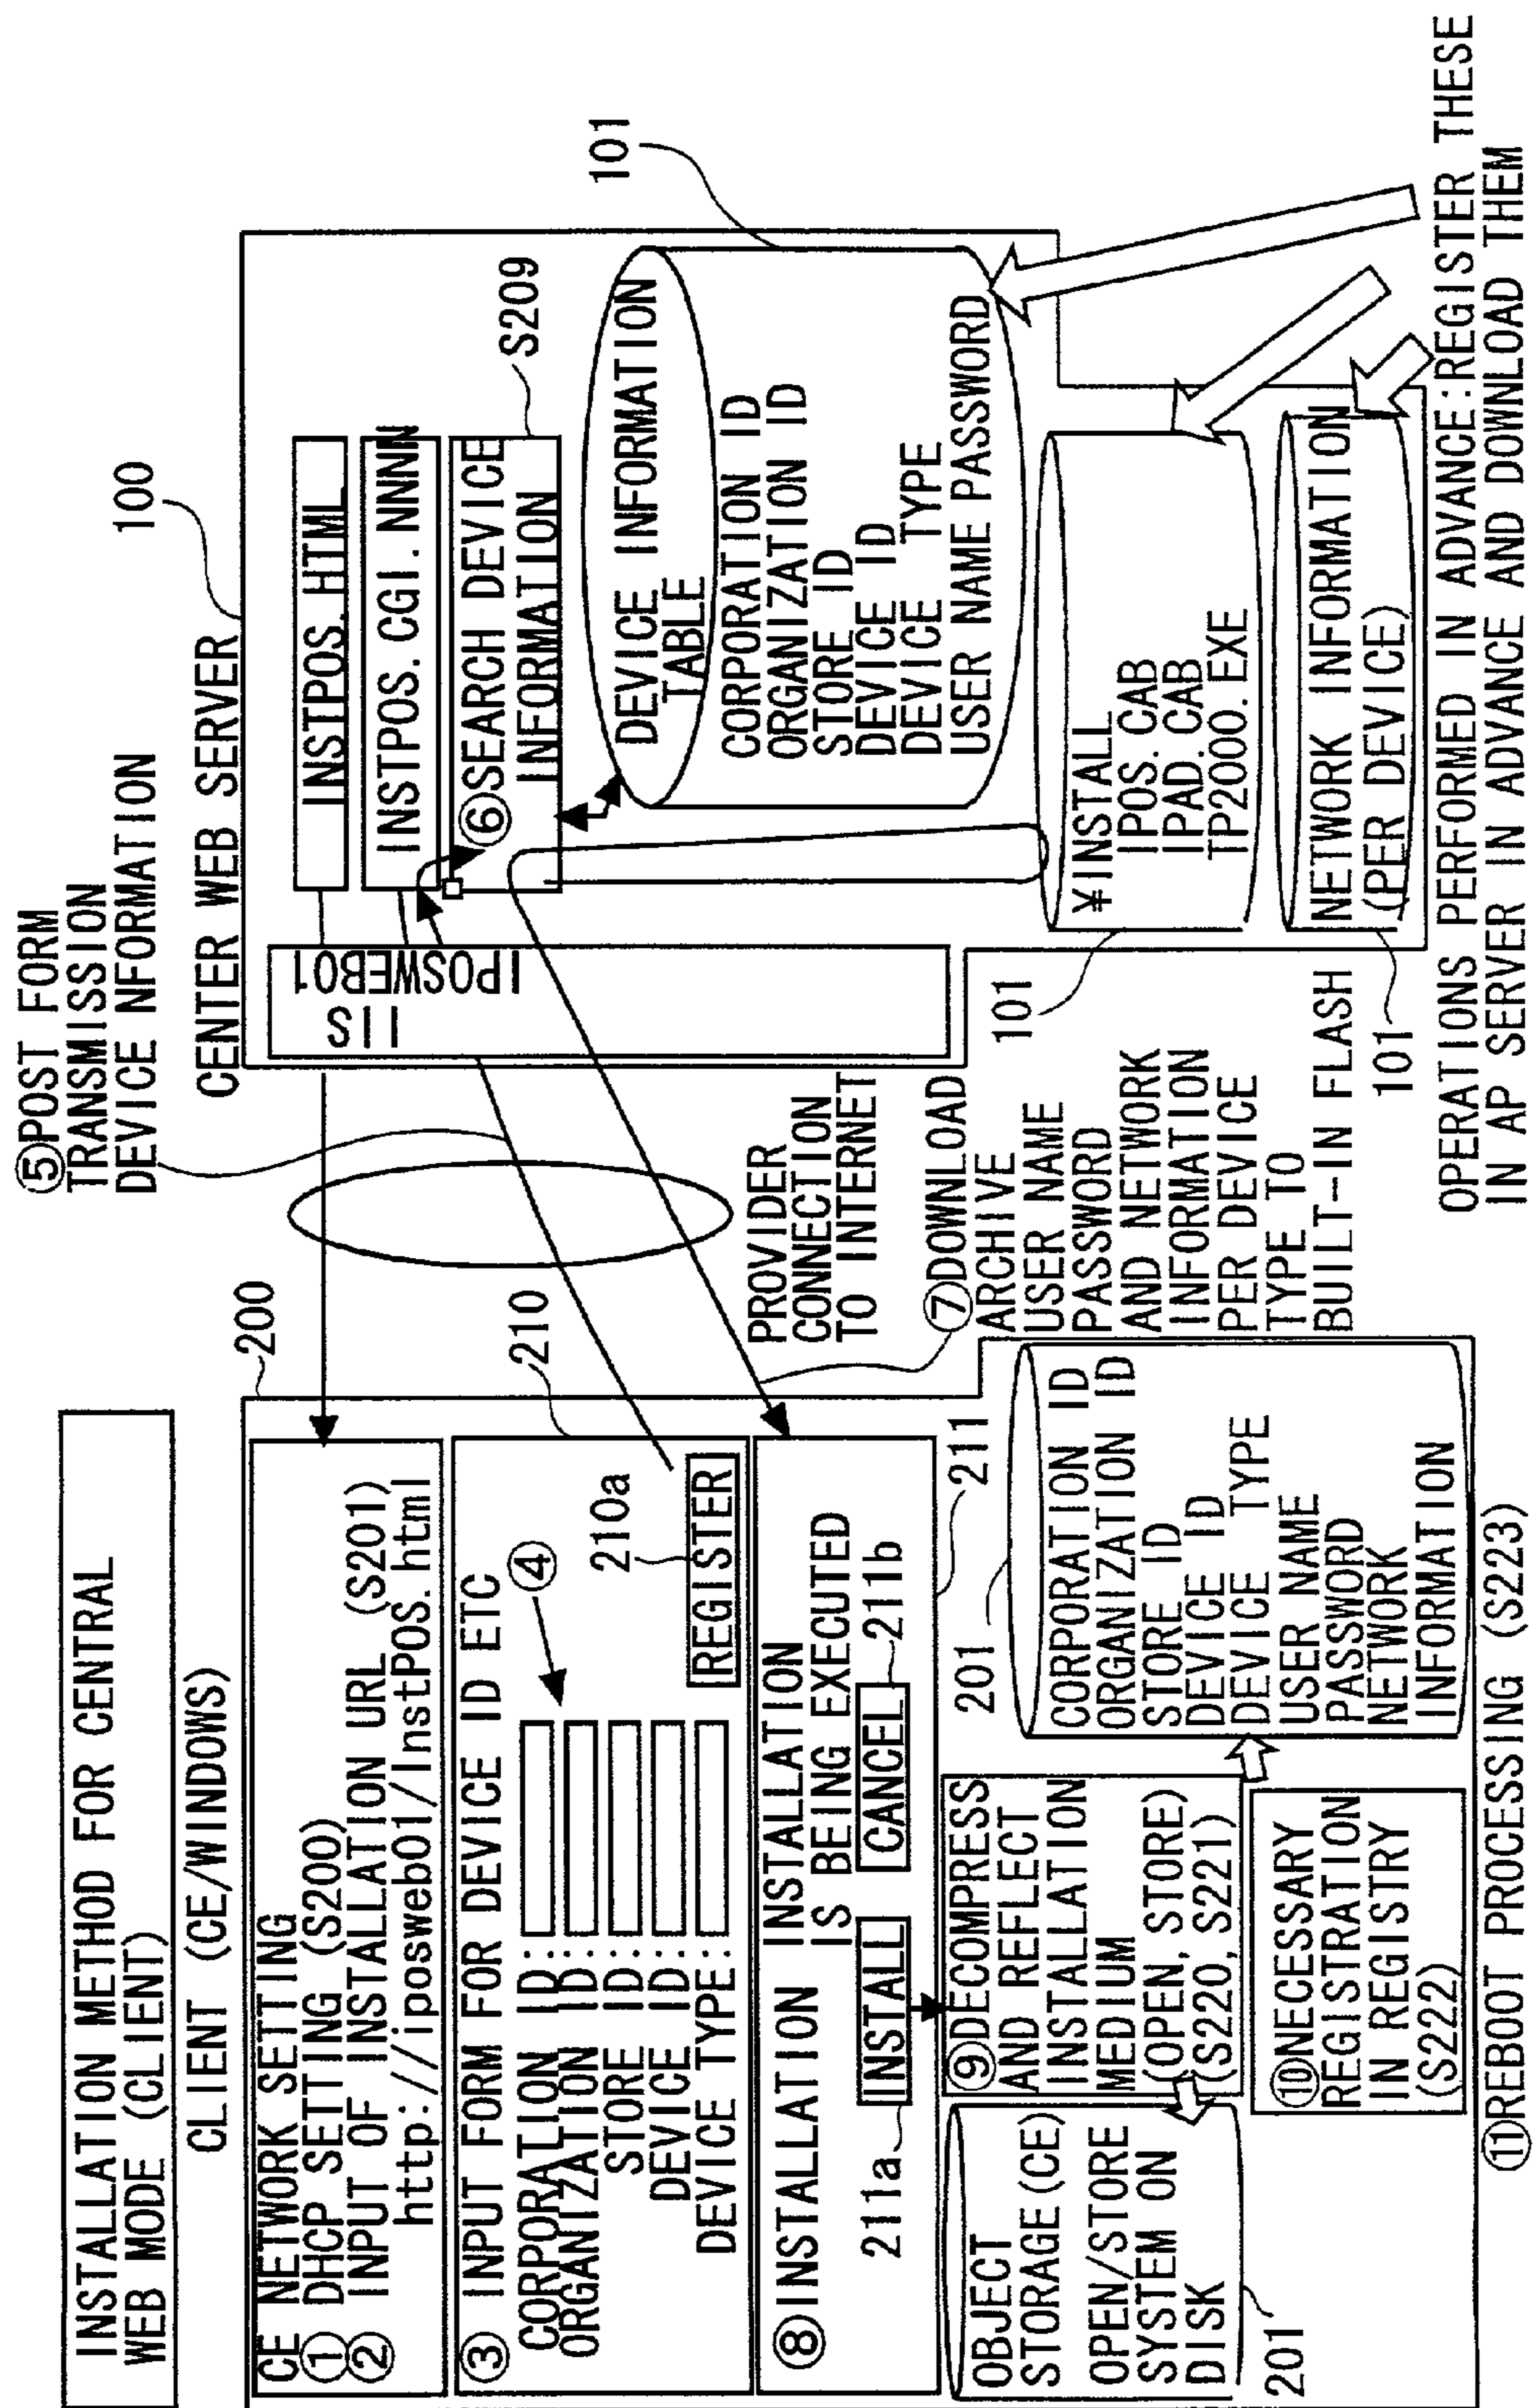 INSTALLATION METHOD FOR CENTRAL
WEB MODE (CLIENT)
CLIENT (CE/WINDOWS)
200
CE NETWORK SETTING
①DHCP SETTING (S200)
②INPUT OF INSTALLATION URL (S201)
http://iposweb01/InstPOS.html
210
③INPUT FORM FOR DEVICE ID ETC
④
CORPORATION ID:
ORGANIZATION ID:
STORE ID:
DEVICE ID:
DEVICE TYPE:
210a
REGISTER
⑧INSTALLATION
INSTALLATION
IS BEING EXECUTED
211a
INSTALL
CANCEL
211b
211
OBJECT
STORAGE (CE)
OPEN/STORE
SYSTEM ON
DISK
201
⑨DECOMPRESS
AND REFLECT
INSTALLATION
MEDIUM
(OPEN, STORE)
(S220, S221)
⑩NECESSARY
REGISTRATION
IN REGISTRY
(S222)
201
CORPORATION ID
ORGANIZATION ID
STORE ID
DEVICE ID
DEVICE TYPE
USER NAME
PASSWORD
NETWORK
INFORMATION
⑪REBOOT PROCESSING (S223)
⑤POST FORM
TRANSMISSION
DEVICE NFORMATION
PROVIDER
CONNECTION
TO INTERNET
⑦DOWNLOAD
ARCHIVE
USER NAME
PASSWORD
AND NETWORK
INFORMATION
PER DEVICE
TYPE TO
BUILT-IN FLASH
CENTER WEB SERVER
100
IIS
IPOSWEB01
INSTPOS.HTML
INSTPOS.CGI.NNNN
⑥SEARCH DEVICE
INFORMATION
S209
DEVICE INFORMATION
TABLE
CORPORATION ID
ORGANIZATION ID
STORE ID
DEVICE ID
DEVICE TYPE
USER NAME PASSWORD
101
¥INSTALL
IPOS.CAB
IPAD.CAB
TP2000.EXE
101
NETWORK INFORMATION
(PER DEVICE)
101
OPERATIONS PERFORMED IN ADVANCE:REGISTER THESE
IN AP SERVER IN ADVANCE AND DOWNLOAD THEM